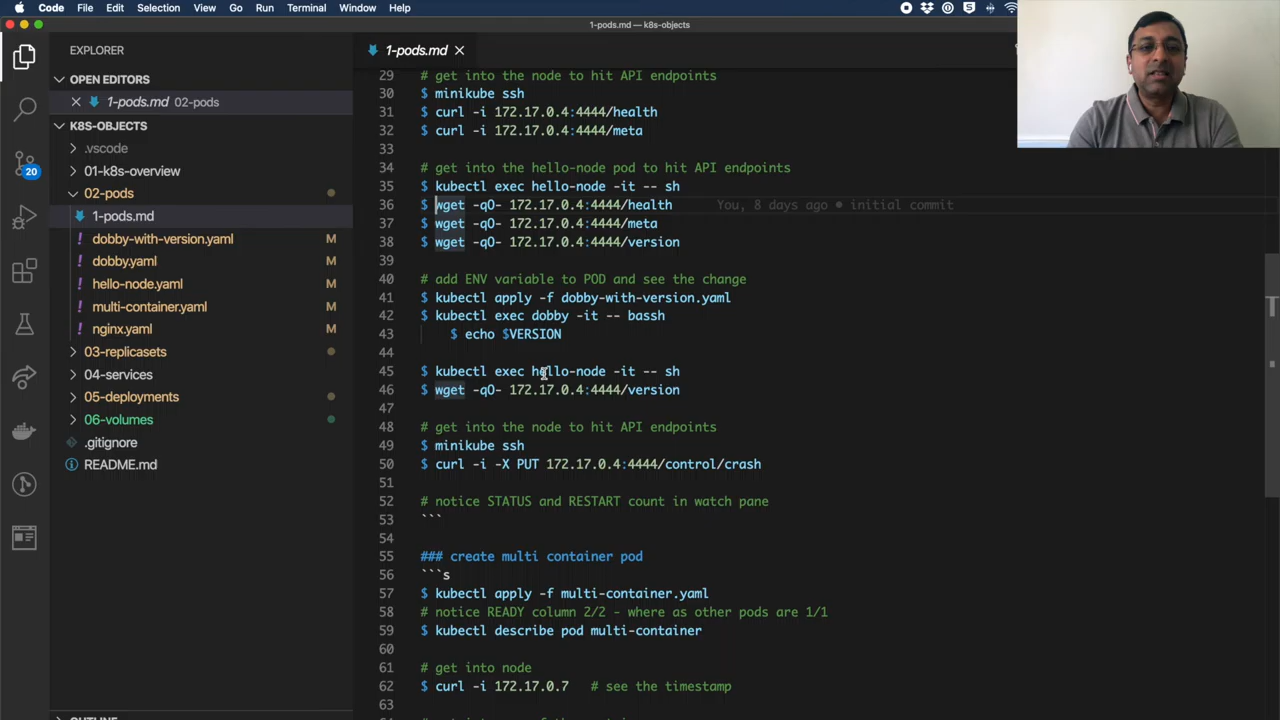 Code File Edit Selection View Go Run Terminal Window Help
1-pods.md — k8s-objects
EXPLORER
OPEN EDITORS
1-pods.md 02-pods
K8S-OBJECTS
.vscode
01-k8s-overview
02-pods
1-pods.md
! dobby-with-version.yaml M
! dobby.yaml M
! hello-node.yaml M
! multi-container.yaml M
! nginx.yaml M
03-replicasets
04-services
05-deployments
06-volumes
.gitignore
README.md
20
1-pods.md
29 # get into the node to hit API endpoints
30 $ minikube ssh
31 $ curl -i 172.17.0.4:4444/health
32 $ curl -i 172.17.0.4:4444/meta
33
34 # get into the hello-node pod to hit API endpoints
35 $ kubectl exec hello-node -it -- sh
36 $ wget -qO- 172.17.0.4:4444/health You, 8 days ago • initial commit
37 $ wget -qO- 172.17.0.4:4444/meta
38 $ wget -qO- 172.17.0.4:4444/version
39
40 # add ENV variable to POD and see the change
41 $ kubectl apply -f dobby-with-version.yaml
42 $ kubectl exec dobby -it -- bassh
43 $ echo $VERSION
44
45 $ kubectl exec hello-node -it -- sh
46 $ wget -qO- 172.17.0.4:4444/version
47
48 # get into the node to hit API endpoints
49 $ minikube ssh
50 $ curl -i -X PUT 172.17.0.4:4444/control/crash
51
52 # notice STATUS and RESTART count in watch pane
53 ```
54
55 ### create multi container pod
56 ```s
57 $ kubectl apply -f multi-container.yaml
58 # notice READY column 2/2 - where as other pods are 1/1
59 $ kubectl describe pod multi-container
60
61 # get into node
62 $ curl -i 172.17.0.7 # see the timestamp
63